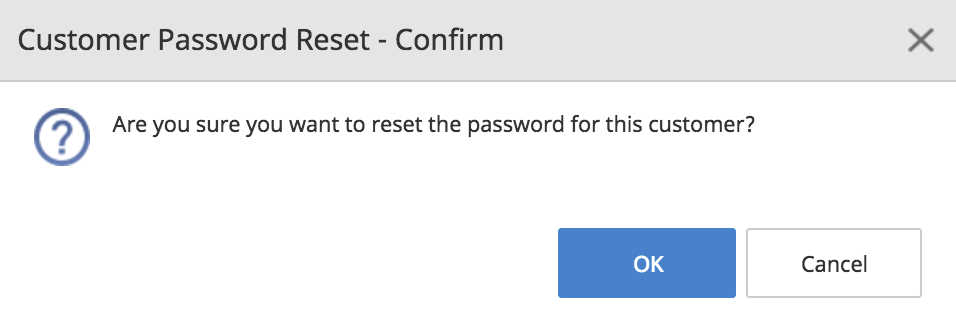 Customer Password Reset - Confirm
Are you sure you want to reset the password for this customer?
OK
Cancel